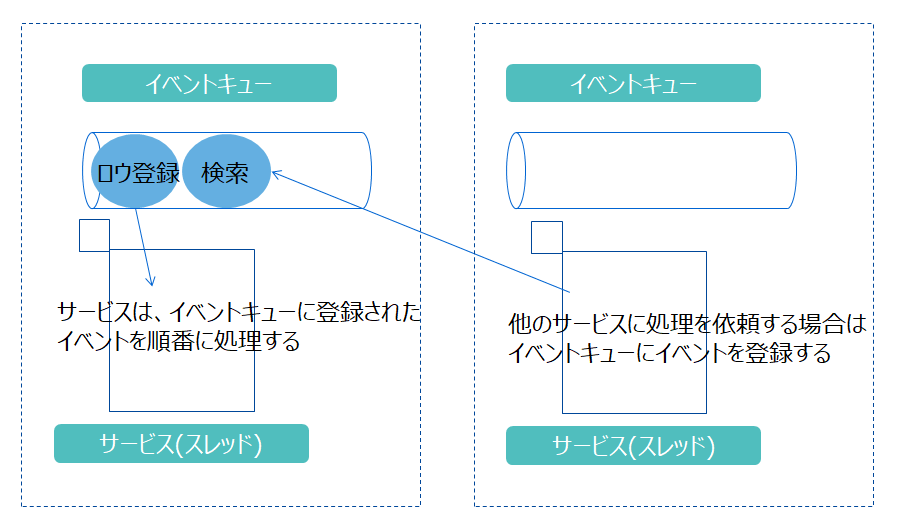 イベントキュー
ロウ登録
検索
サービスは、イベントキューに登録された
イベントを順番に処理する
サービス(スレッド)
イベントキュー
他のサービスに処理を依頼する場合は
イベントキューにイベントを登録する
サービス(スレッド)